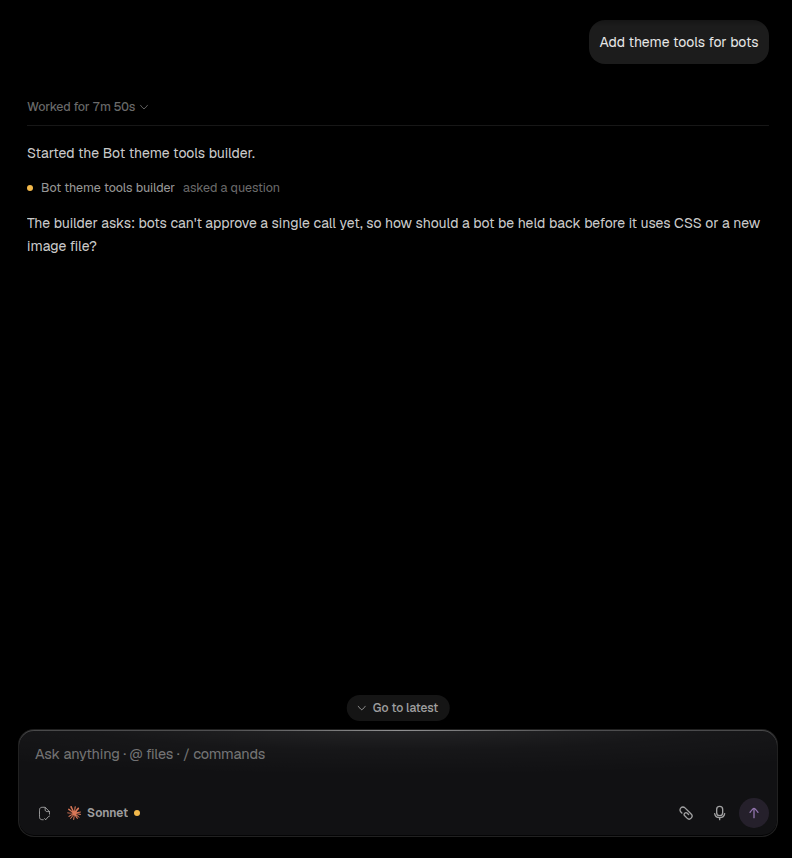 Add theme tools for bots
Worked for 7m 50s
Started the Bot theme tools builder.
Bot theme tools builder asked a question
The builder asks: bots can't approve a single call yet, so how should a bot be held back before it uses CSS or a new
image file?
Go to latest
Ask anything · @ files · / commands
Sonnet